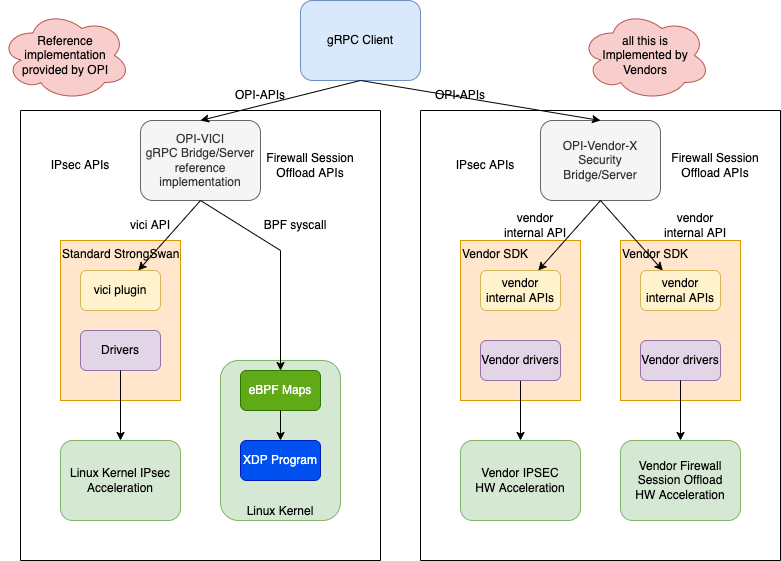 Reference
implementation
provided by OPI
gRPC Client
all this is
Implemented by
Vendors
OPI-APIs
OPI-APIs
IPsec APIs
OPI-VICI
gRPC Bridge/Server
reference
implementation
Firewall Session
Offload APIs
IPsec APIs
OPI-Vendor-X
Security
Bridge/Server
Firewall Session
Offload APIs
vici API
BPF syscall
vendor
internal API
vendor
internal API
Standard StrongSwan
vici plugin
Drivers
Linux Kernel IPsec
Acceleration
eBPF Maps
XDP Program
Linux Kernel
Vendor SDK
vendor
internal APIs
Vendor drivers
Vendor IPSEC
HW Acceleration
Vendor SDK
vendor
internal APIs
Vendor drivers
Vendor Firewall
Session Offload
HW Acceleration